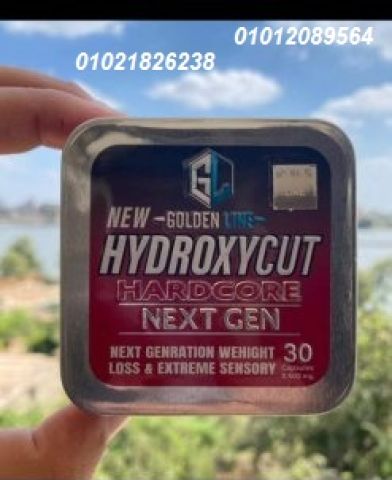 01012089564
01021826238
GL
NEW -GOLDEN LINE-
HYDROXYCUT
HARDCORE
NEXT GEN
NEXT GENRATION WEHIGHT
LOSS & EXTREME SENSORY
30
Capsules